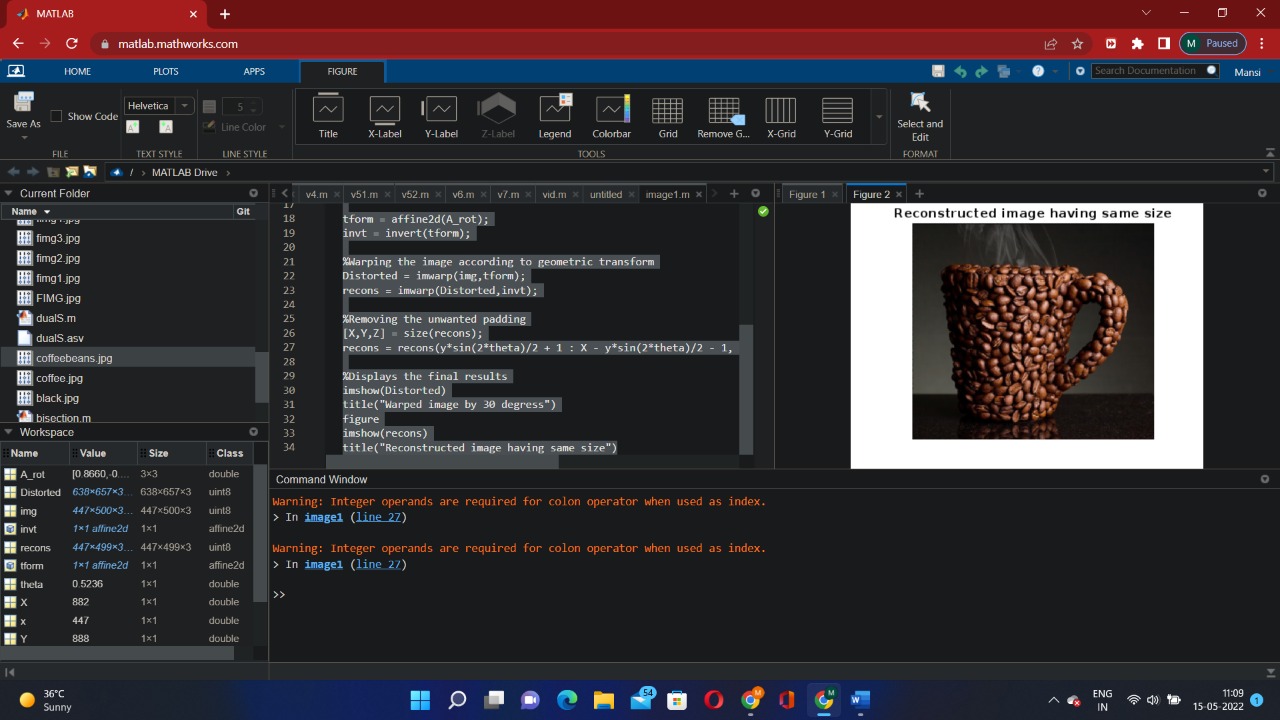 MATLAB
matlab.mathworks.com
M Paused
HOME PLOTS APPS FIGURE
Search Documentation Mansi
Save As
Show Code
Helvetica
5
Line Color
Title X-Label Y-Label Z-Label Legend Colorbar Grid Remove G... X-Grid Y-Grid
Select and
Edit
FILE TEXT STYLE LINE STYLE TOOLS FORMAT
/ > MATLAB Drive >
Current Folder
Name Git
fimg3.jpg
fimg2.jpg
fimg1.jpg
FIMG.jpg
dualS.m
dualS.asv
coffeebeans.jpg
coffee.jpg
black.jpg
bisection.m
Workspace
Name Value Size Class
A_rot [0.8660,-0.... 3×3 double
Distorted 638×657×3... 638×657×3 uint8
img 447×500×3... 447×500×3 uint8
invt 1×1 affine2d 1×1 affine2d
recons 447×499×3... 447×499×3 uint8
tform 1×1 affine2d 1×1 affine2d
theta 0.5236 1×1 double
X 882 1×1 double
x 447 1×1 double
Y 888 1×1 double
v4.m v51.m v52.m v6.m v7.m vid.m untitled image1.m
17
18 tform = affine2d(A_rot);
19 invt = invert(tform);
20
21 %Warping the image according to geometric transform
22 Distorted = imwarp(img,tform);
23 recons = imwarp(Distorted,invt);
24
25 %Removing the unwanted padding
26 [X,Y,Z] = size(recons);
27 recons = recons(y*sin(2*theta)/2 + 1 : X - y*sin(2*theta)/2 - 1,
28
29 %Displays the final results
30 imshow(Distorted)
31 title("Warped image by 30 degress")
32 figure
33 imshow(recons)
34 title("Reconstructed image having same size")
Figure 1 Figure 2
Reconstructed image having same size
Command Window
Warning: Integer operands are required for colon operator when used as index.
> In image1 (line 27)
Warning: Integer operands are required for colon operator when used as index.
> In image1 (line 27)
>>
36°C
Sunny
54
ENG
IN
11:09
15-05-2022
1